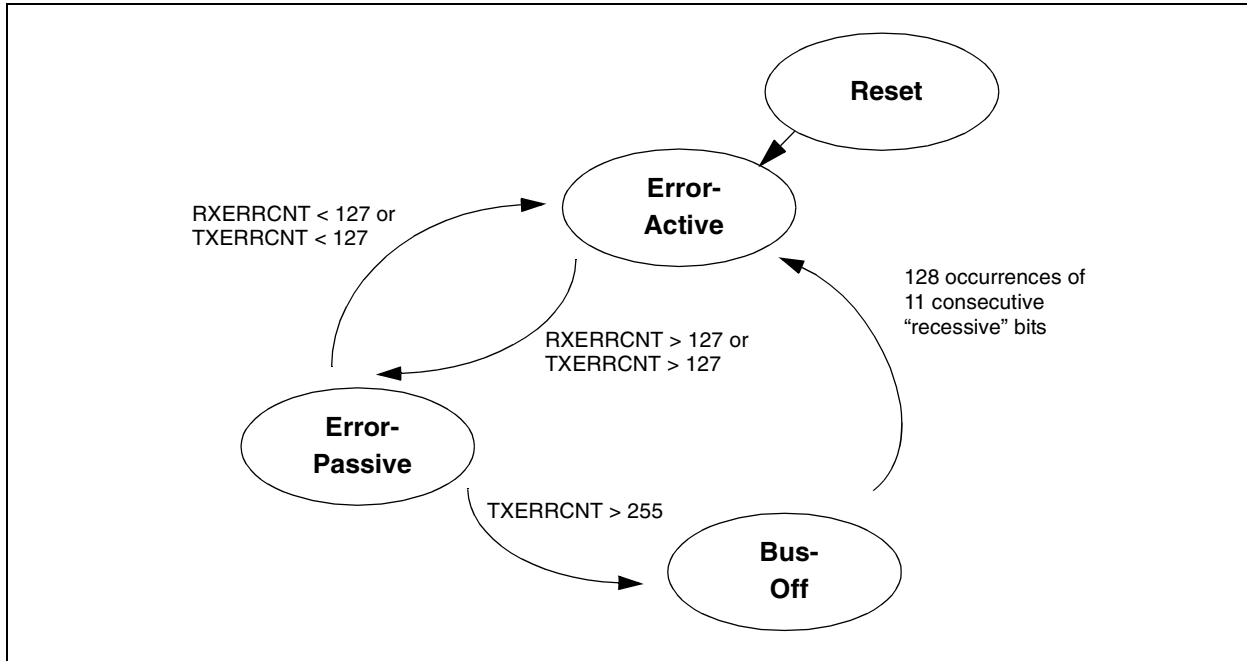 Reset
Error-
Active
RXERRCNT < 127 or
TXERRCNT < 127
128 occurrences of
11 consecutive
“recessive” bits
RXERRCNT > 127 or
TXERRCNT > 127
Error-
Passive
TXERRCNT > 255
Bus-
Off